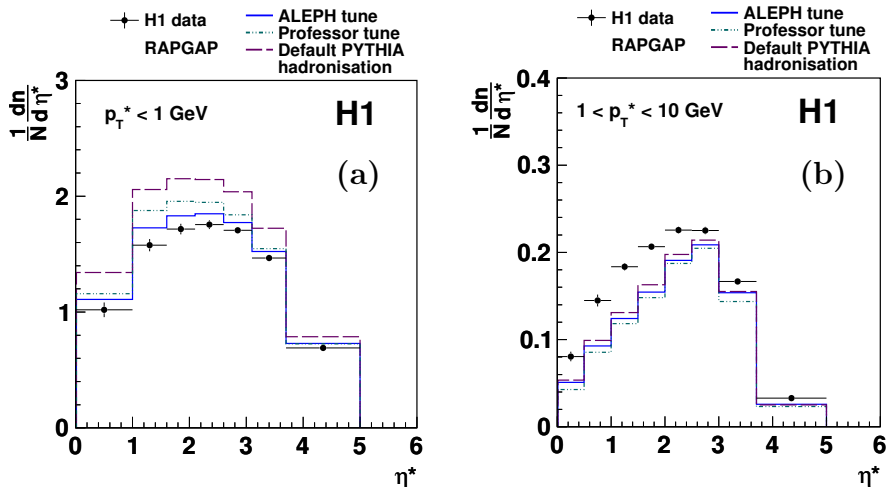 H1 data
RAPGAP
ALEPH tune
Professor tune
Default PYTHIA
hadronisation
1 dn
N d η*
3
2
1
0
p_T* < 1 GeV
H1
(a)
0 1 2 3 4 5 6
η*
H1 data
RAPGAP
ALEPH tune
Professor tune
Default PYTHIA
hadronisation
1 dn
N d η*
0.4
0.3
0.2
0.1
0
1 < p_T* < 10 GeV
H1
(b)
0 1 2 3 4 5 6
η*